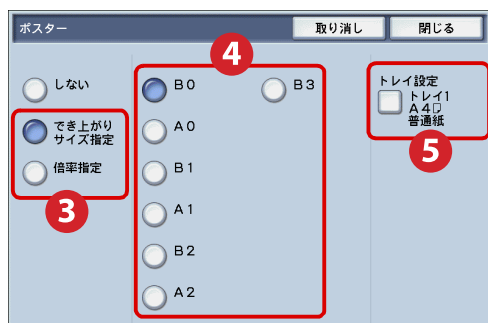 ポスター
取り消し
閉じる
しない
でき上がり
サイズ指定
倍率指定
3
4
B0
A0
B1
A1
B2
A2
B3
トレイ設定
トレイ1
A4
普通紙
5